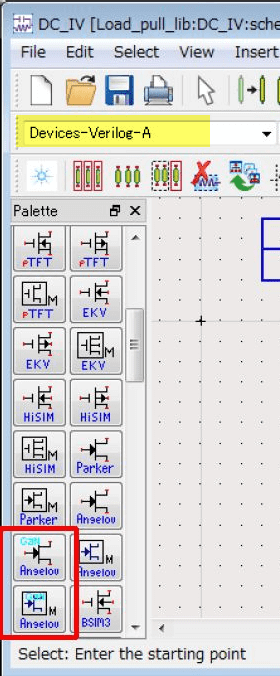 DC_IV [Load_pull_lib:DC_IV:sche
File Edit Select View Insert
Devices-Verilog-A
Palette
pTFT pTFT
M
pTFT EKV
M
EKV EKV
HiSIM HiSIM
M
HiSIM Parker
M
Parker Angelov
GaN
M
Angelov Angelov
M
Angelov BSIM3
Select: Enter the starting point